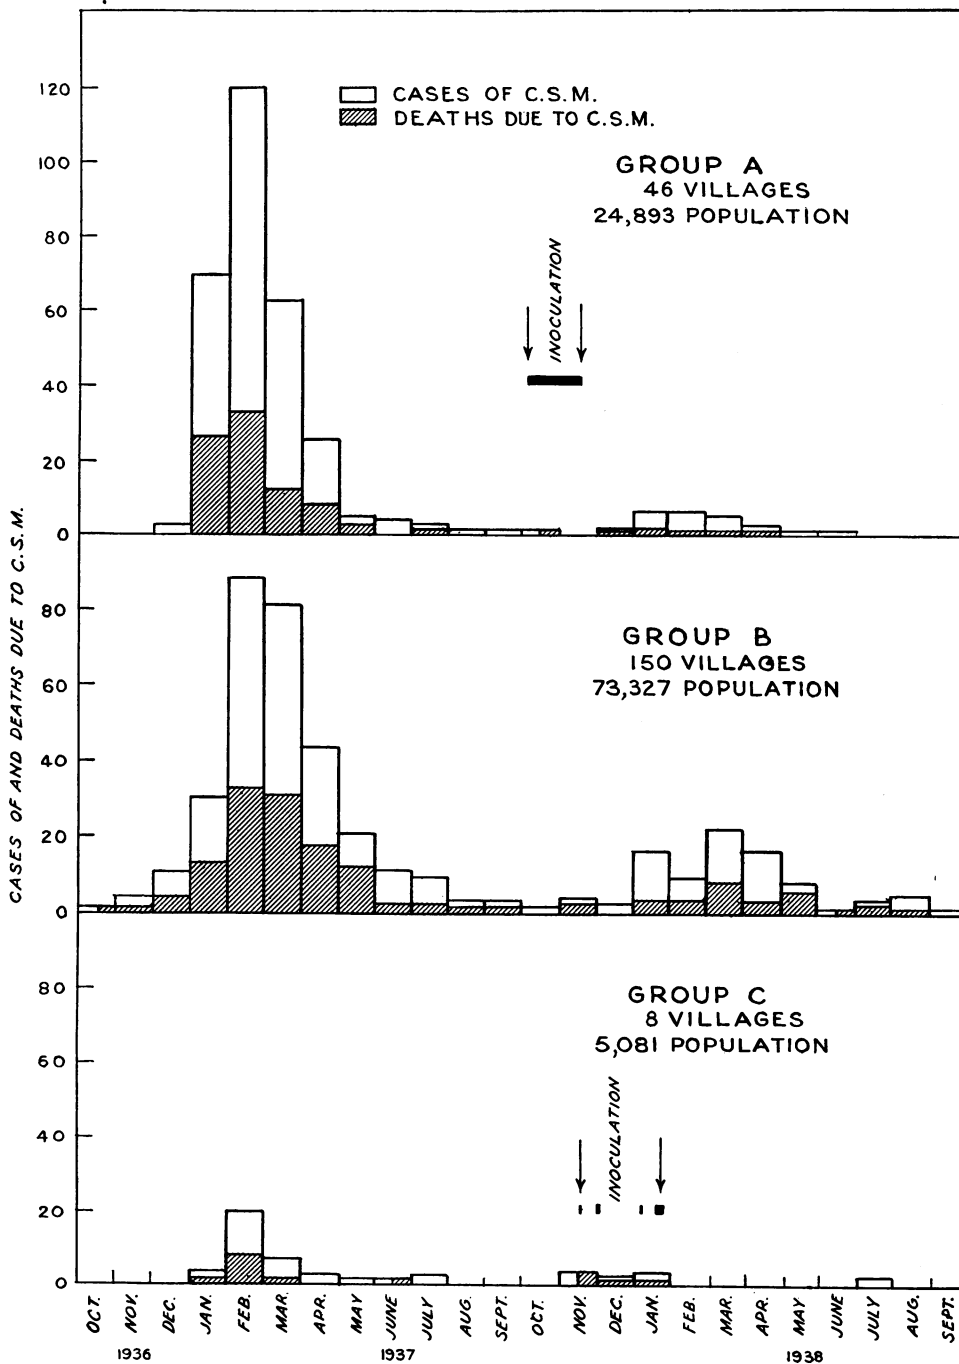 CASES OF C.S.M.
DEATHS DUE TO C.S.M.
GROUP A
46 VILLAGES
24,893 POPULATION
INOCULATION
120
100
80
60
40
20
0
CASES OF AND DEATHS DUE TO C.S.M.
GROUP B
150 VILLAGES
73,327 POPULATION
80
60
40
20
0
GROUP C
8 VILLAGES
5,081 POPULATION
INOCULATION
80
60
40
20
0
OCT. NOV. DEC. JAN. FEB. MAR. APR. MAY JUNE JULY AUG. SEPT. OCT. NOV. DEC. JAN. FEB. MAR. APR. MAY JUNE JULY AUG. SEPT.
1936 1937 1938